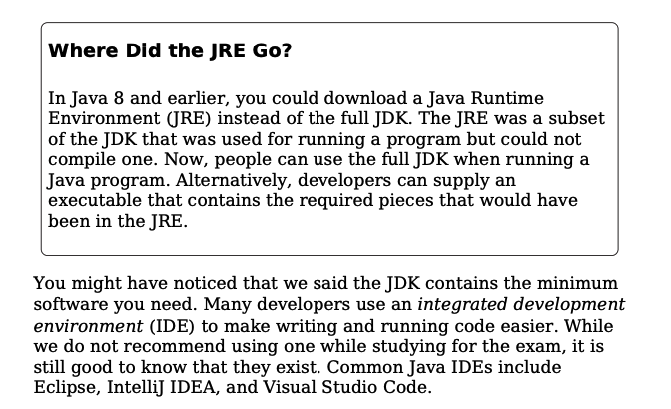 Where Did the JRE Go?
In Java 8 and earlier, you could download a Java Runtime
Environment (JRE) instead of the full JDK. The JRE was a subset
of the JDK that was used for running a program but could not
compile one. Now, people can use the full JDK when running a
Java program. Alternatively, developers can supply an
executable that contains the required pieces that would have
been in the JRE.
You might have noticed that we said the JDK contains the minimum
software you need. Many developers use an integrated development
environment (IDE) to make writing and running code easier. While
we do not recommend using one while studying for the exam, it is
still good to know that they exist. Common Java IDEs include
Eclipse, IntelliJ IDEA, and Visual Studio Code.